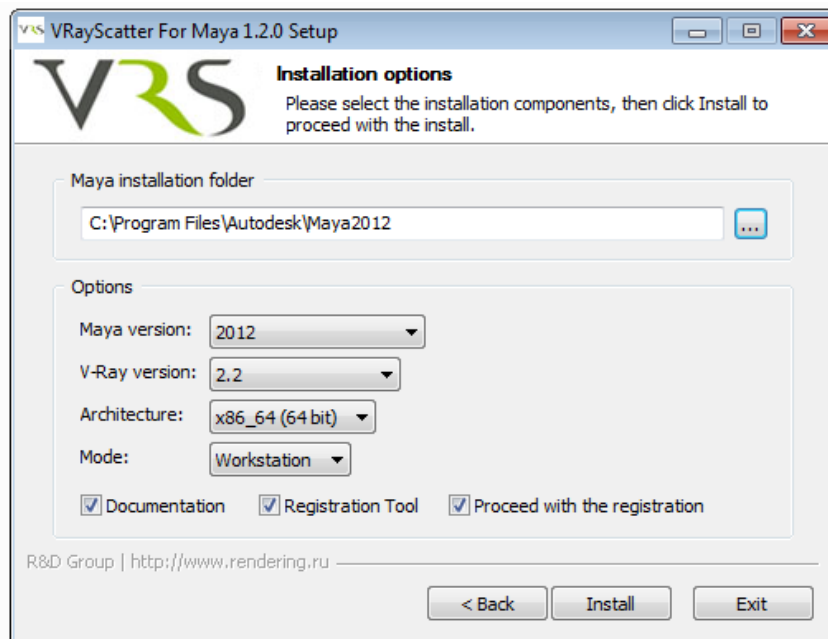 VRS VRayScatter For Maya 1.2.0 Setup
VRS
Installation options
Please select the installation components, then click Install to
proceed with the install.
Maya installation folder
C:\Program Files\Autodesk\Maya2012
...
Options
Maya version: 2012
V-Ray version: 2.2
Architecture: x86_64 (64 bit)
Mode: Workstation
Documentation Registration Tool Proceed with the registration
R&D Group | http://www.rendering.ru
< Back Install Exit